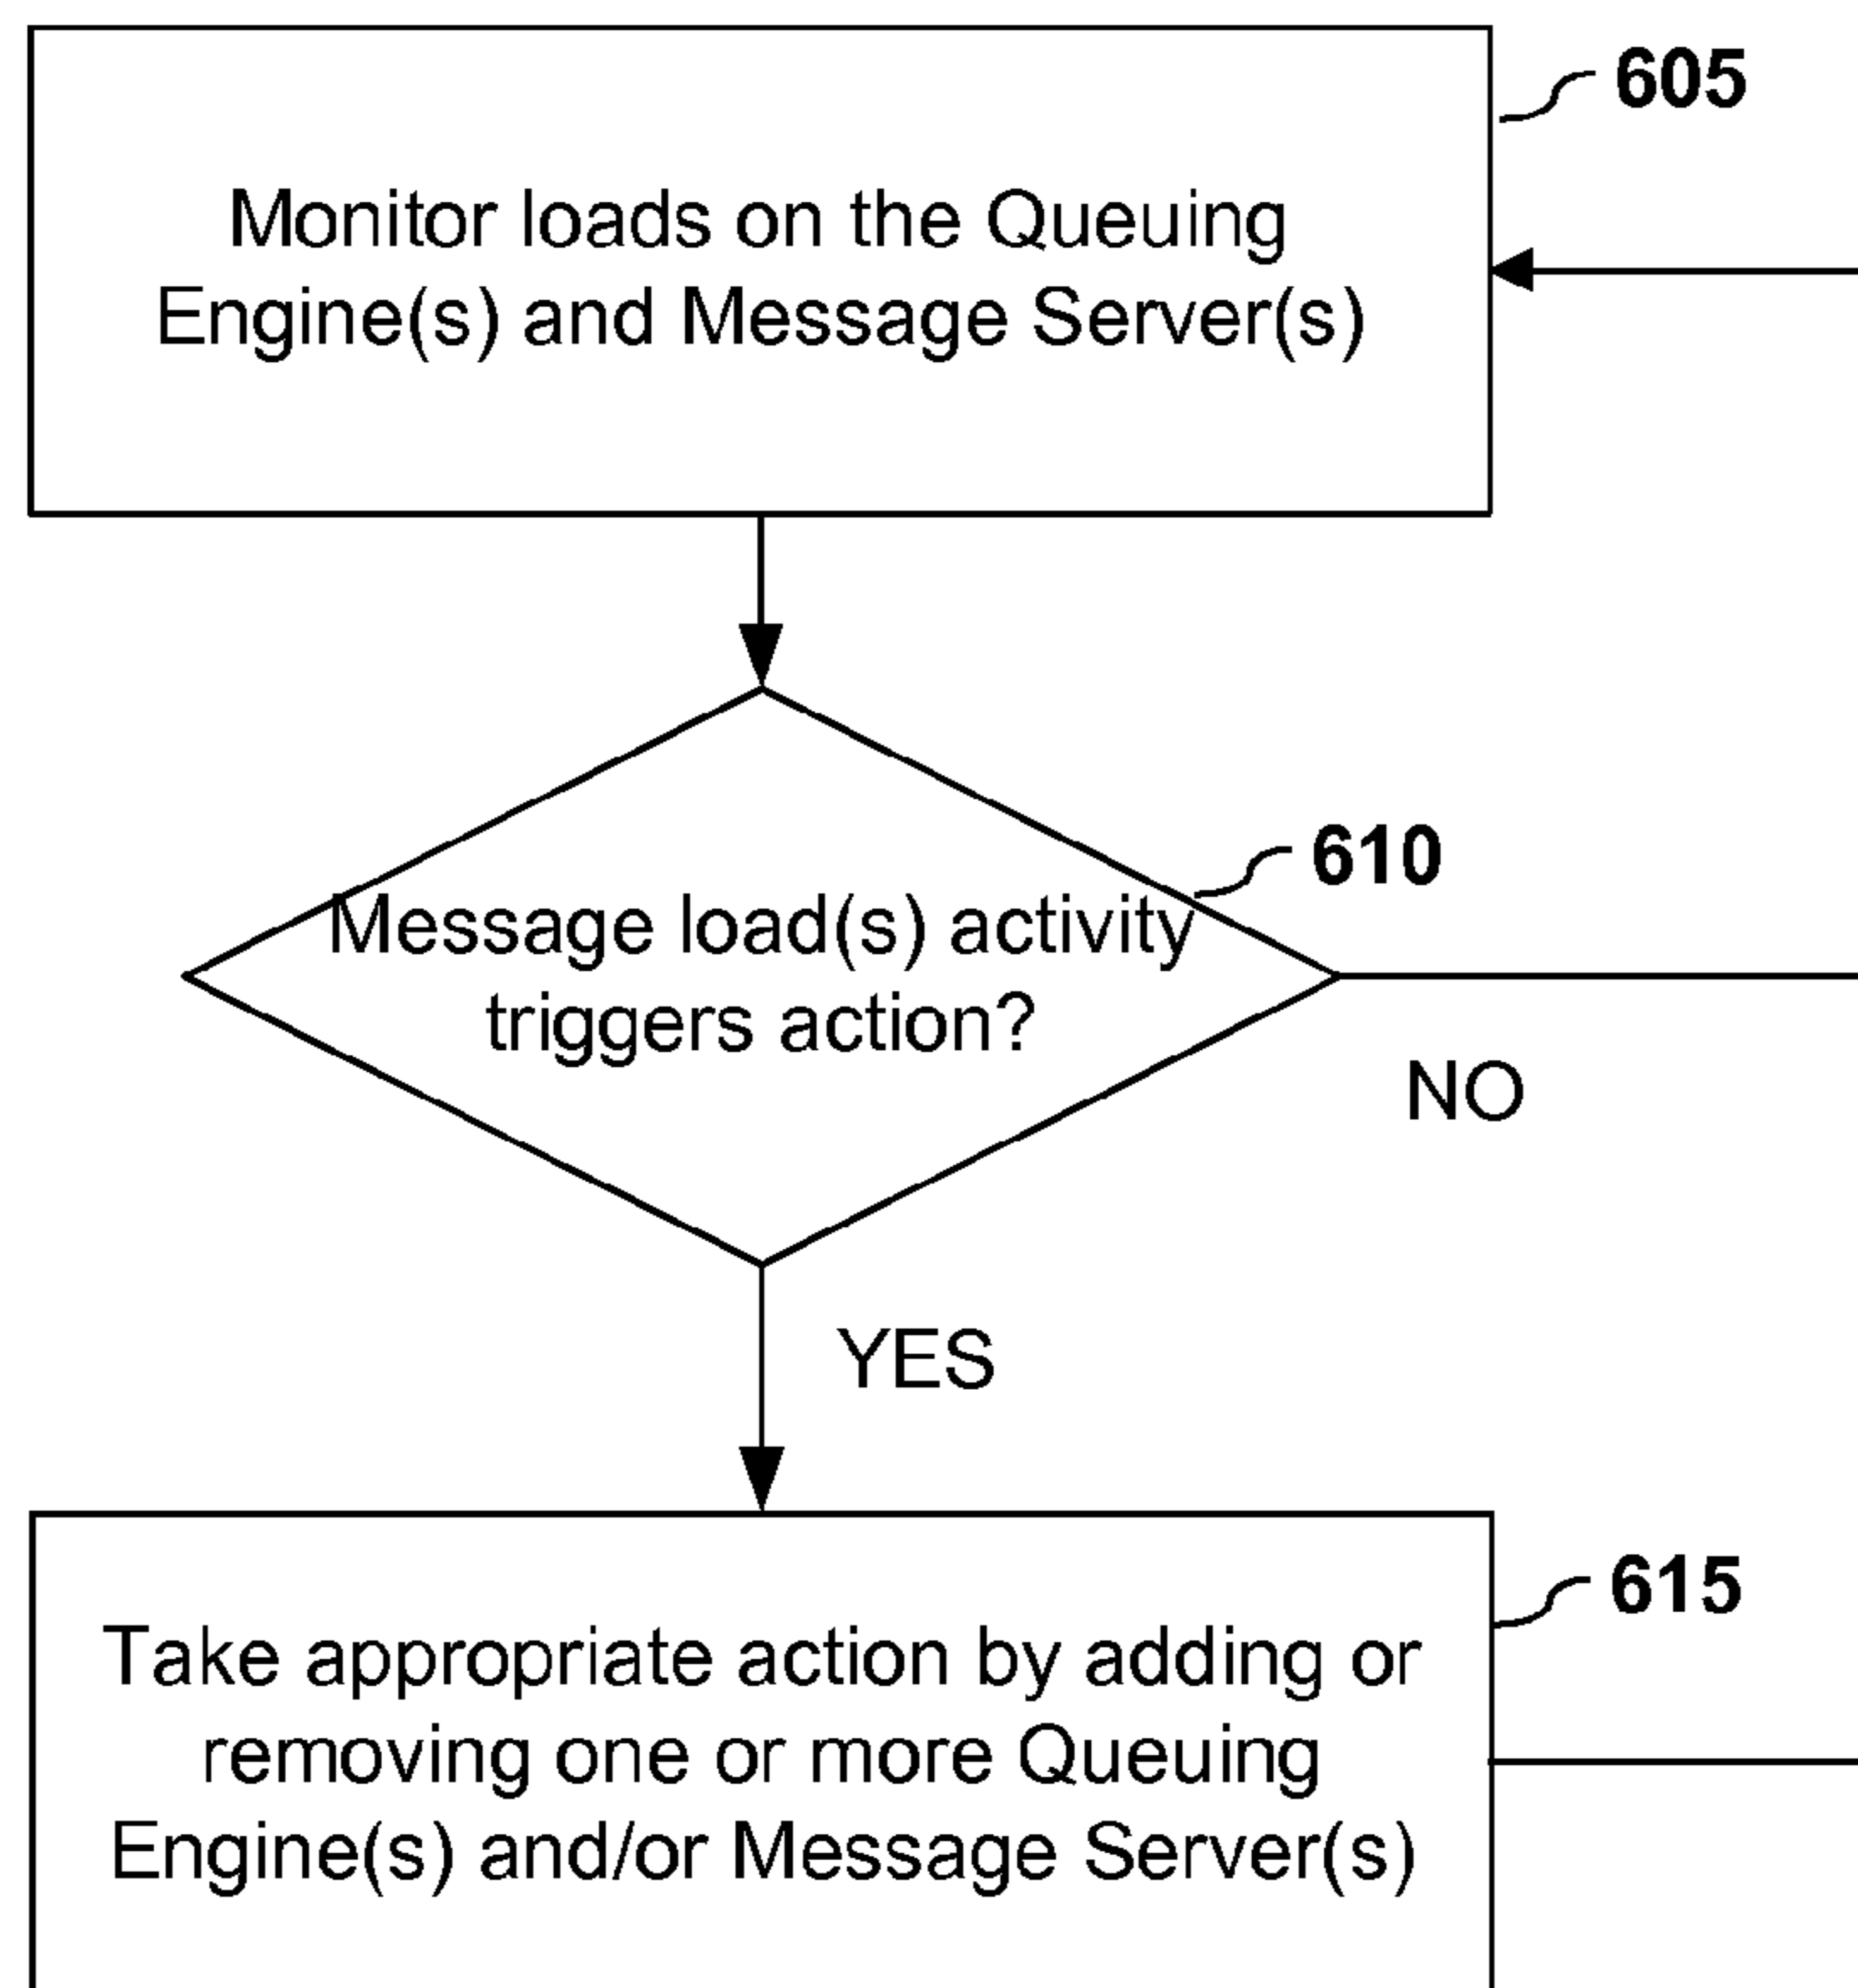 605
Monitor loads on the Queuing
Engine(s) and Message Server(s)
610
Message load(s) activity
triggers action?
NO
YES
615
Take appropriate action by adding or
removing one or more Queuing
Engine(s) and/or Message Server(s)